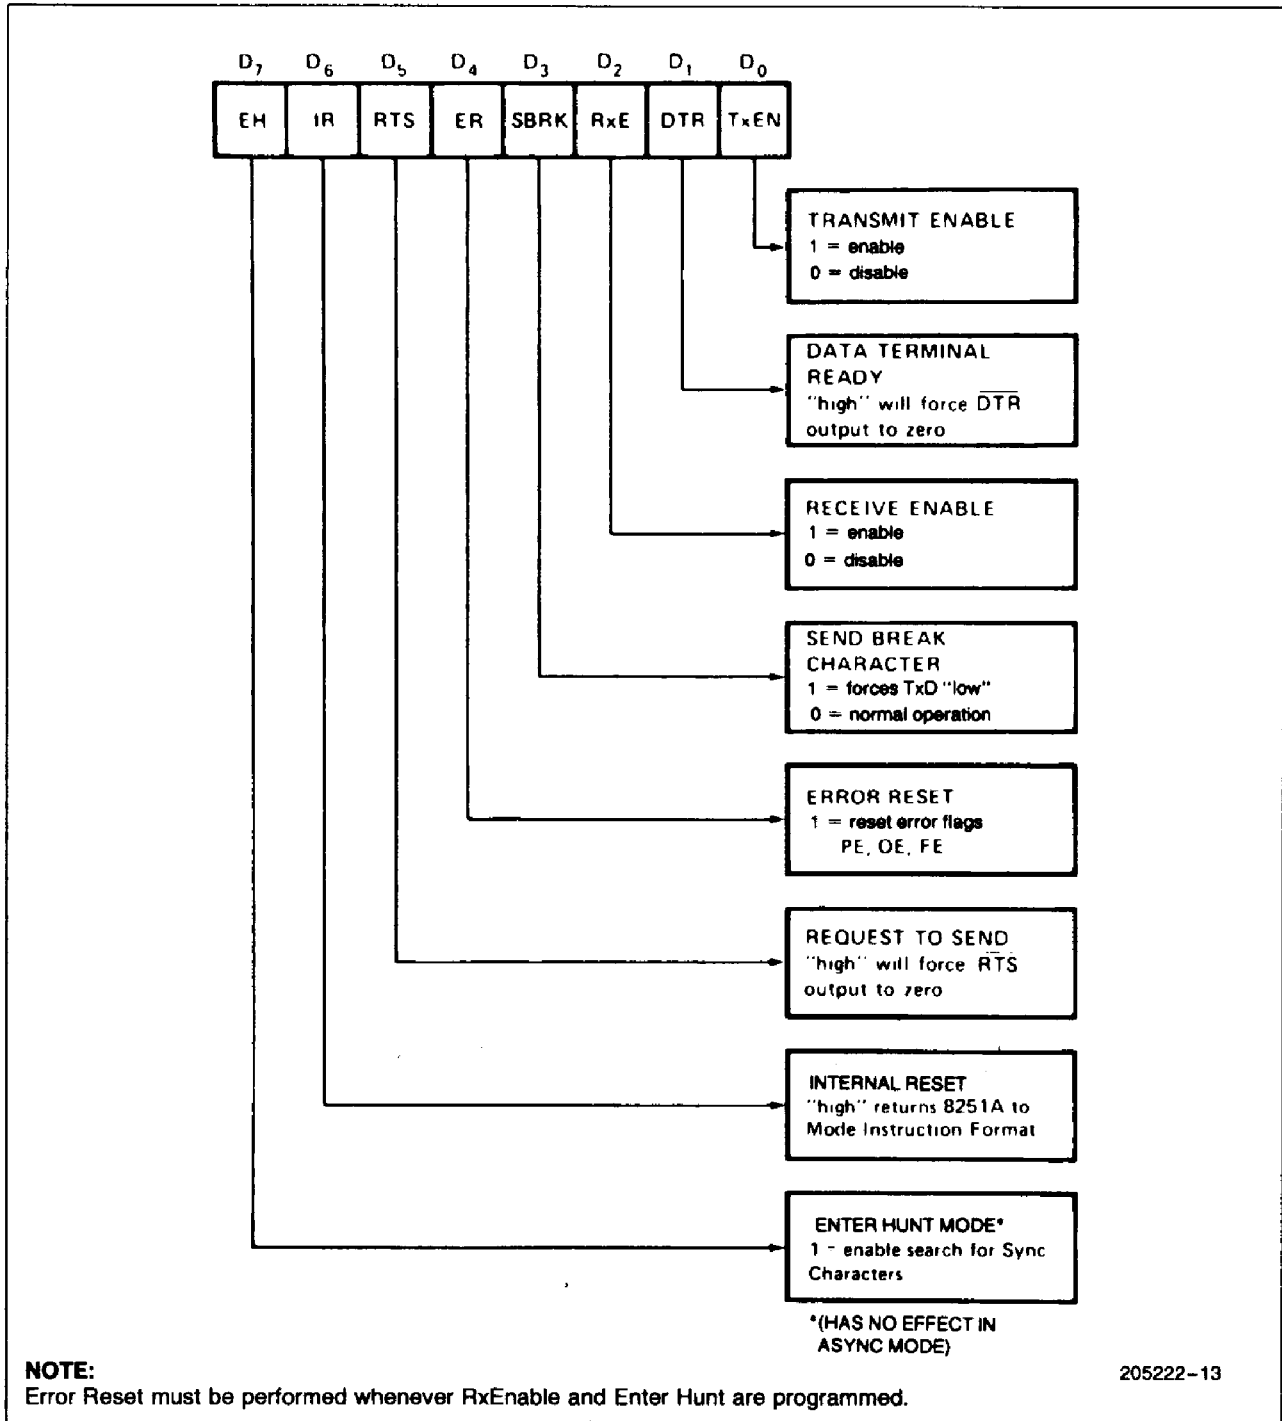 D7 D6 D5 D4 D3 D2 D1 D0
EH IR RTS ER SBRK RxE DTR TxEN
TRANSMIT ENABLE
1 = enable
0 = disable
DATA TERMINAL
READY
"high" will force D̅T̅R̅
output to zero
RECEIVE ENABLE
1 = enable
0 = disable
SEND BREAK
CHARACTER
1 = forces TxD "low"
0 = normal operation
ERROR RESET
1 = reset error flags
PE, OE, FE
REQUEST TO SEND
"high" will force R̅T̅S̅
output to zero
INTERNAL RESET
"high" returns 8251A to
Mode Instruction Format
ENTER HUNT MODE*
1 = enable search for Sync
Characters
*(HAS NO EFFECT IN
ASYNC MODE)
NOTE:
Error Reset must be performed whenever RxEnable and Enter Hunt are programmed.
205222-13